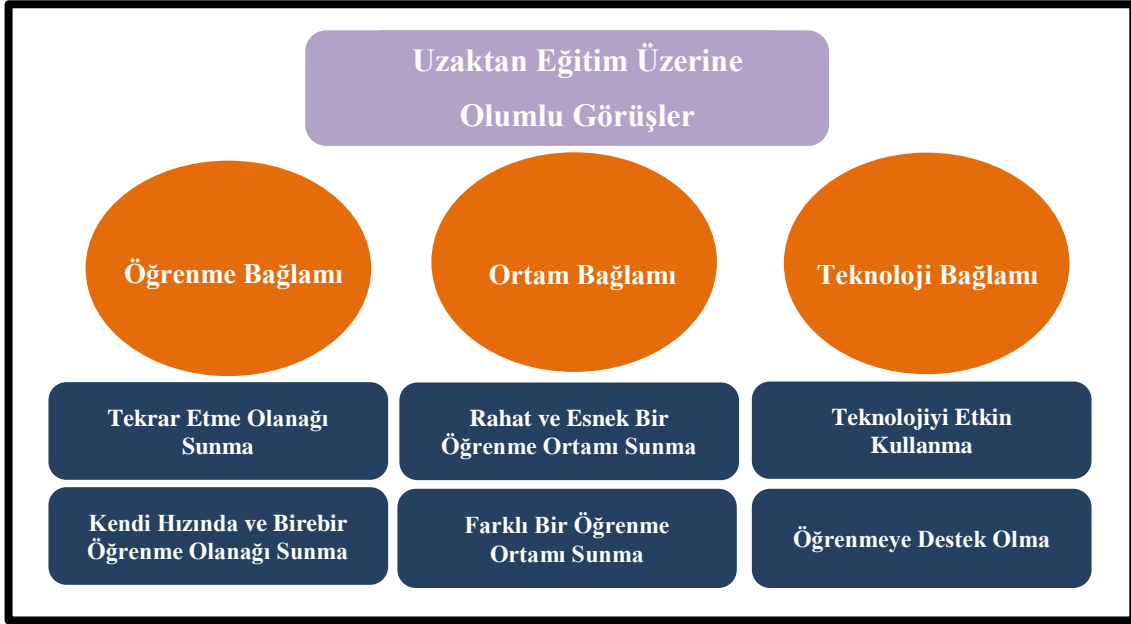 Uzaktan Eğitim Üzerine
Olumlu Görüşler
Öğrenme Bağlamı
Ortam Bağlamı
Teknoloji Bağlamı
Tekrar Etme Olanağı
Sunma
Rahat ve Esnek Bir
Öğrenme Ortamı Sunma
Teknolojiyi Etkin
Kullanma
Kendi Hızında ve Birebir
Öğrenme Olanağı Sunma
Farklı Bir Öğrenme
Ortamı Sunma
Öğrenmeye Destek Olma